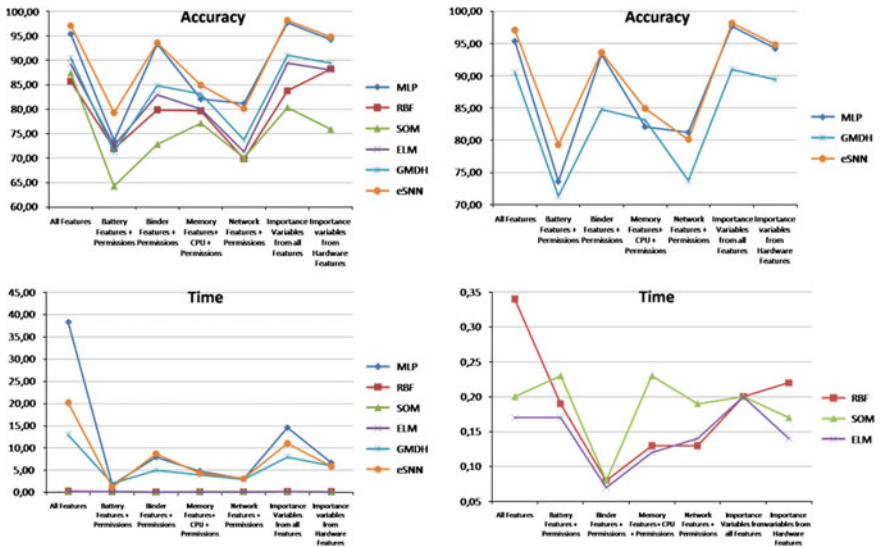 Accuracy
100,00
95,00
90,00
85,00
80,00
75,00
70,00
65,00
60,00
All Features
Battery Features + Permissions
Binder Features + Permissions
Memory Features+ CPU + Permissions
Network Features + Permissions
Importance Variables from all Features
Importance variables from Hardware Features
MLP
RBF
SOM
ELM
GMDH
eSNN
Accuracy
100,00
95,00
90,00
85,00
80,00
75,00
70,00
All Features
Battery Features + Permissions
Binder Features + Permissions
Memory Features+ CPU + Permissions
Network Features + Permissions
Importance Variables from all Features
Importance variables from Hardware Features
MLP
GMDH
eSNN
Time
45,00
40,00
35,00
30,00
25,00
20,00
15,00
10,00
5,00
0,00
All Features
Battery Features + Permissions
Binder Features + Permissions
Memory Features+ CPU + Permissions
Network Features + Permissions
Importance Variables from all Features
Importance variables from Hardware Features
MLP
RBF
SOM
ELM
GMDH
eSNN
Time
0,35
0,30
0,25
0,20
0,15
0,10
0,05
All Features
Battery Features + Permissions
Binder Features + Permissions
Memory Features+ CPU + Permissions
Network Features + Permissions
Importance Variables from all Features
Importance variables from Hardware Features
RBF
SOM
ELM